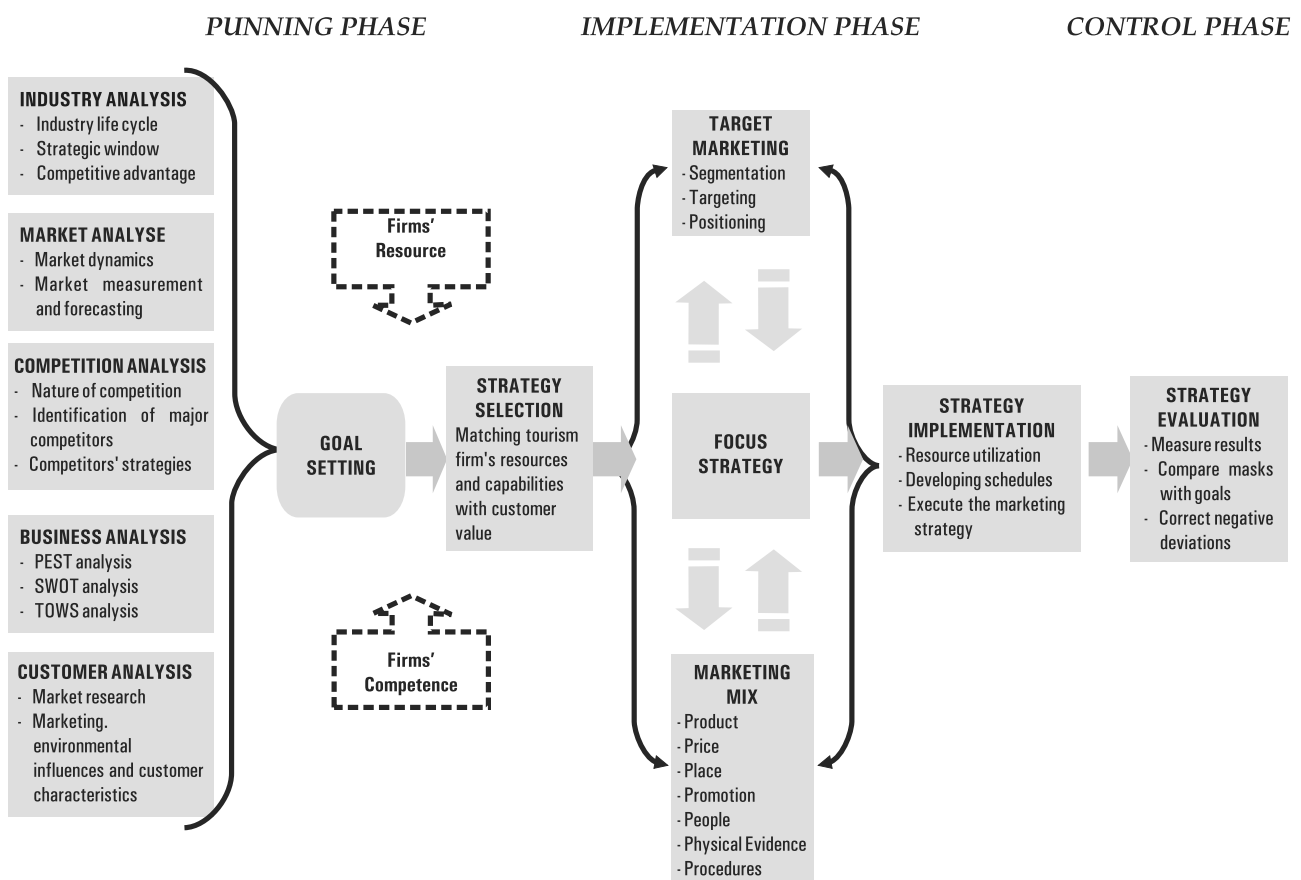 PUNNING PHASE
IMPLEMENTATION PHASE
CONTROL PHASE
INDUSTRY ANALYSIS
- Industry life cycle
- Strategic window
- Competitive advantage
MARKET ANALYSE
- Market dynamics
- Market measurement
and forecasting
COMPETITION ANALYSIS
- Nature of competition
- Identification of major
competitors
- Competitors' strategies
BUSINESS ANALYSIS
- PEST analysis
- SWOT analysis
- TOWS analysis
CUSTOMER ANALYSIS
- Market research
- Marketing.
environmental
influences and customer
characteristics
Firms'
Resource
GOAL
SETTING
Firms'
Competence
STRATEGY
SELECTION
Matching tourism
firm's resources
and capabilities
with customer
value
TARGET
MARKETING
- Segmentation
- Targeting
- Positioning
FOCUS
STRATEGY
MARKETING
MIX
- Product
- Price
- Place
- Promotion
- People
- Physical Evidence
- Procedures
STRATEGY
IMPLEMENTATION
- Resource utilization
- Developing schedules
- Execute the marketing
strategy
STRATEGY
EVALUATION
- Measure results
- Compare masks
with goals
- Correct negative
deviations